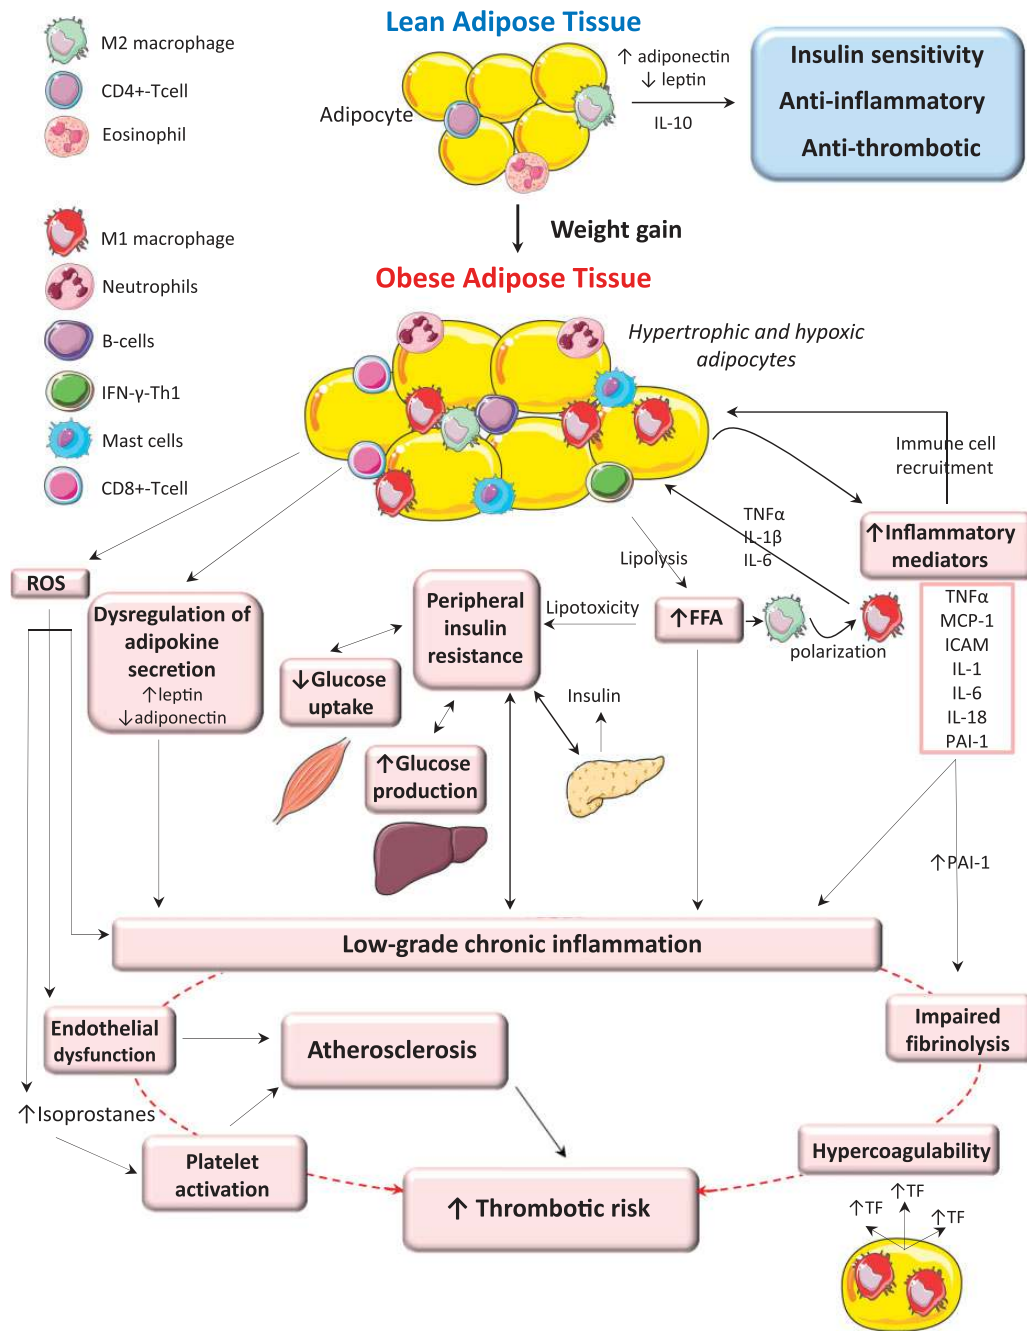 Lean Adipose Tissue
M2 macrophage
CD4+-Tcell
Eosinophil
Adipocyte
↑ adiponectin
↓ leptin
IL-10
Insulin sensitivity
Anti-inflammatory
Anti-thrombotic
Weight gain
M1 macrophage
Neutrophils
B-cells
IFN-γ-Th1
Mast cells
CD8+-Tcell
Obese Adipose Tissue
Hypertrophic and hypoxic
adipocytes
Immune cell
recruitment
TNFα
IL-1β
IL-6
↑Inflammatory
mediators
TNFα
MCP-1
ICAM
IL-1
IL-6
IL-18
PAI-1
Lipolysis
ROS
Dysregulation of
adipokine
secretion
↑leptin
↓adiponectin
Peripheral
insulin
resistance
Lipotoxicity
↑FFA
polarization
↓Glucose
uptake
Insulin
↑Glucose
production
↑PAI-1
Low-grade chronic inflammation
Endothelial
dysfunction
Atherosclerosis
Impaired
fibrinolysis
↑Isoprostanes
Platelet
activation
Hypercoagulability
↑ Thrombotic risk
↑TF
↑TF
↑TF